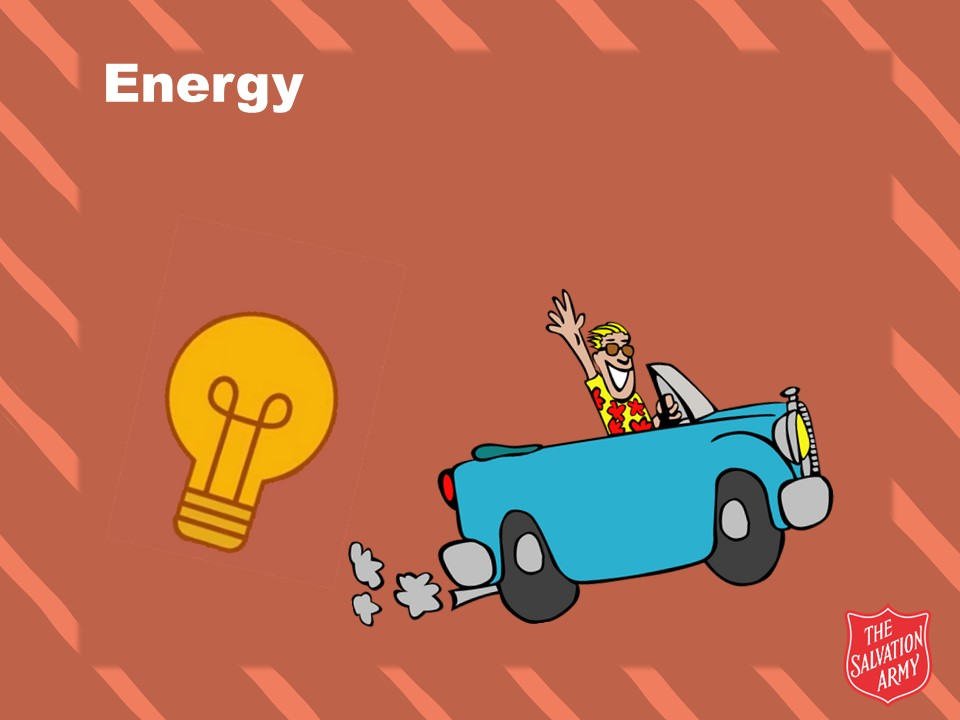 Energy
THE
SALVATION
ARMY